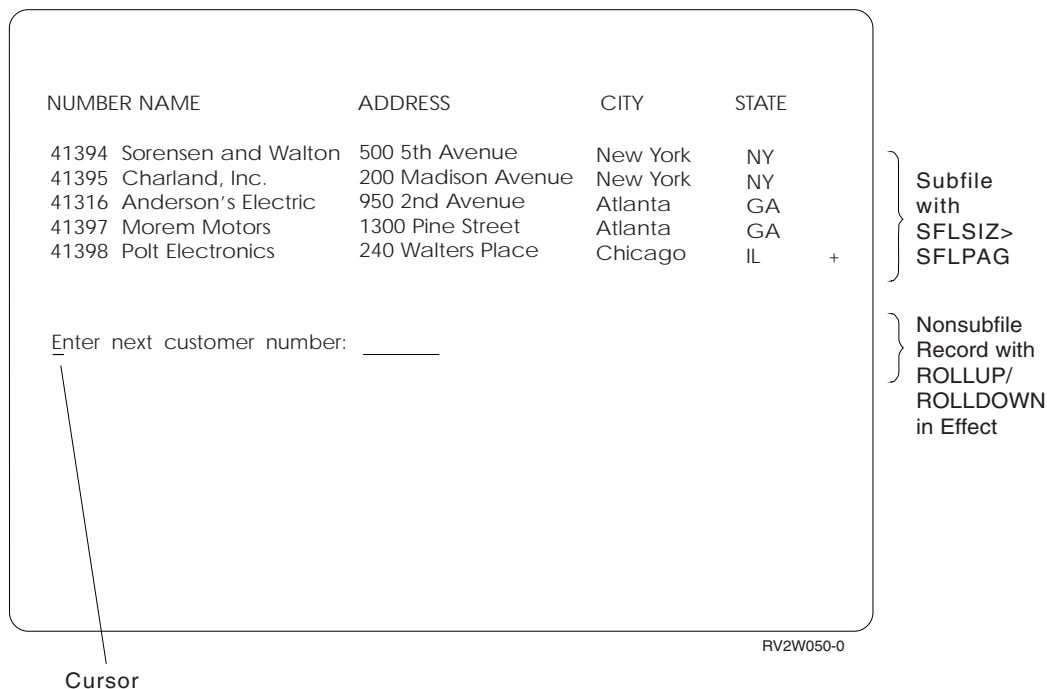 NUMBER NAME ADDRESS CITY STATE
41394 Sorensen and Walton 500 5th Avenue New York NY
41395 Charland, Inc. 200 Madison Avenue New York NY
41316 Anderson's Electric 950 2nd Avenue Atlanta GA
41397 Morem Motors 1300 Pine Street Atlanta GA
41398 Polt Electronics 240 Walters Place Chicago IL +
Subfile
with
SFLSIZ>
SFLPAG
Enter next customer number:
Nonsubfile
Record with
ROLLUP/
ROLLDOWN
in Effect
RV2W050-0
Cursor